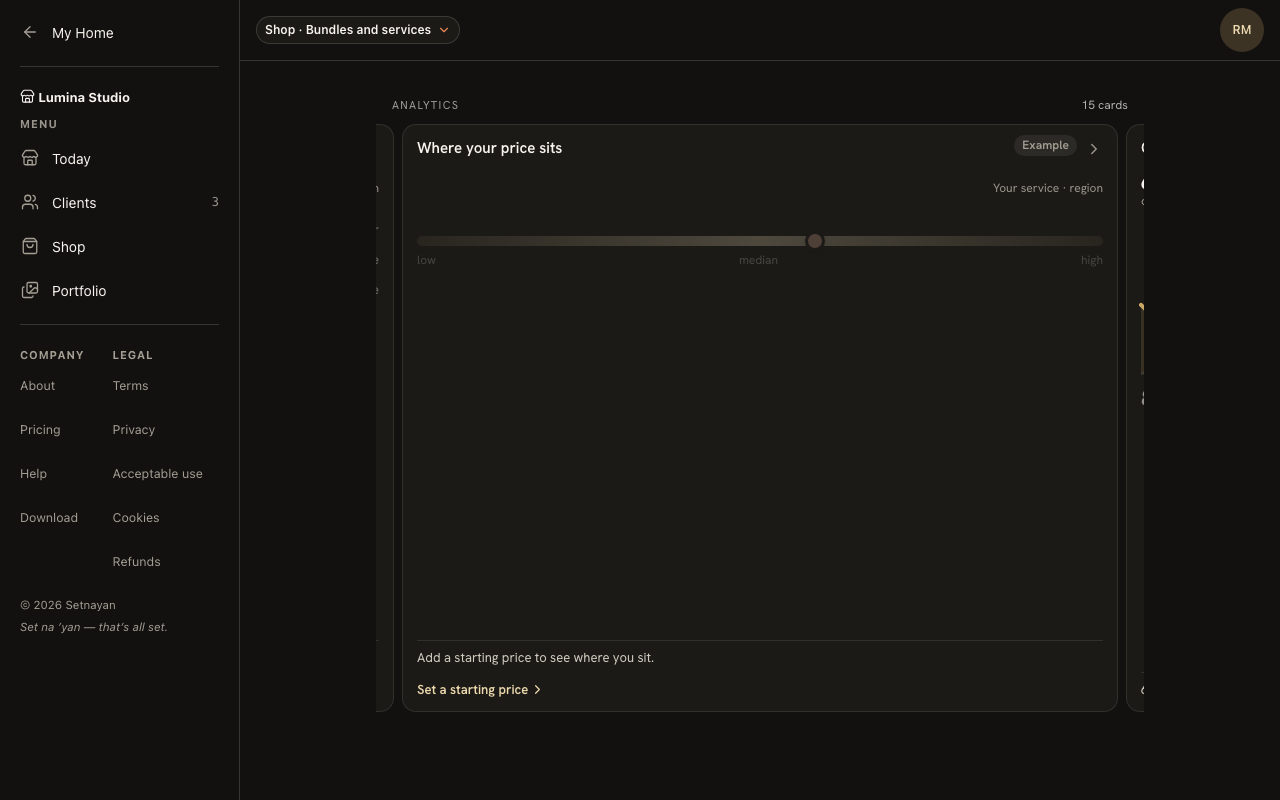 My Home
Lumina Studio
MENU
Today
Clients 3
Shop
Portfolio
COMPANY LEGAL
About Terms
Pricing Privacy
Help Acceptable use
Download Cookies
Refunds
© 2026 Setnayan
Set na ’yan — that’s all set.
Shop · Bundles and services
RM
ANALYTICS 15 cards
Where your price sits Example
Your service · region
low median high
Add a starting price to see where you sit.
Set a starting price